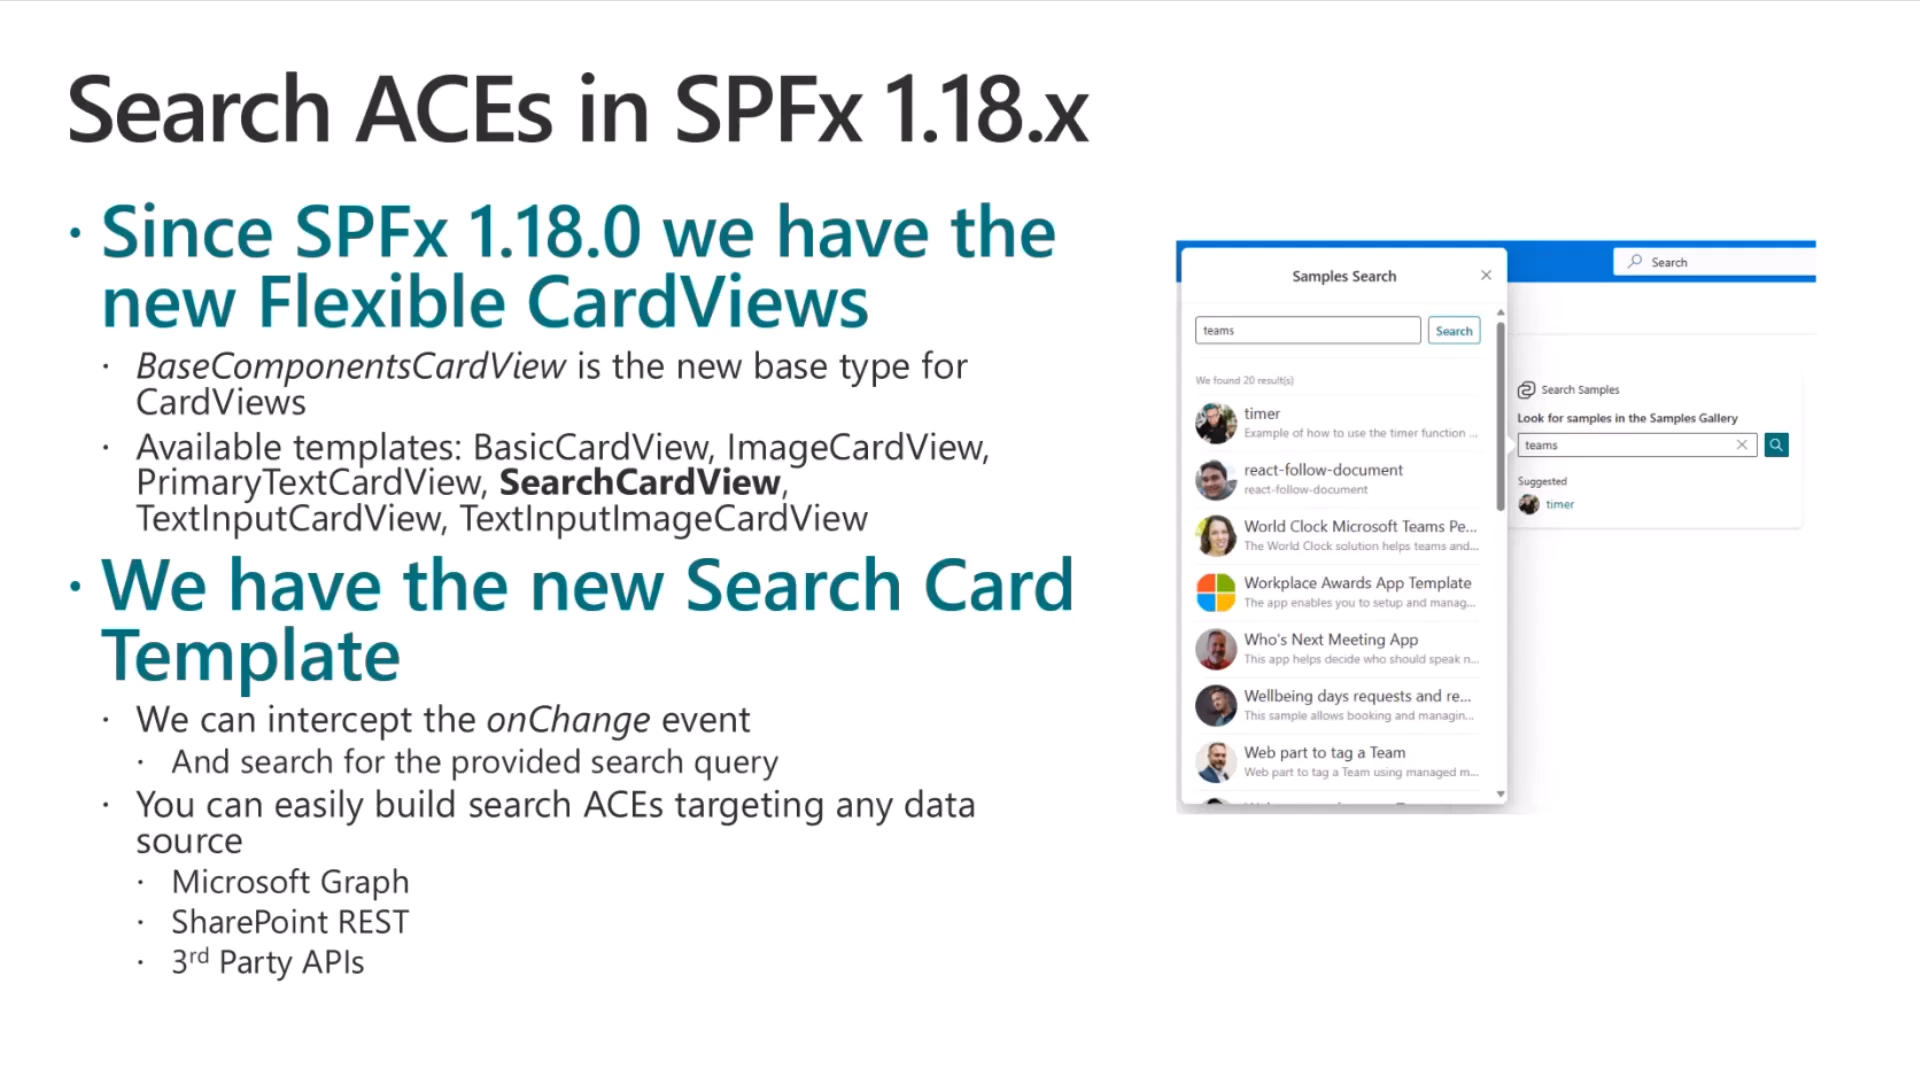 Search ACEs in SPFx 1.18.x
· Since SPFx 1.18.0 we have the
new Flexible CardViews
· BaseComponentsCardView is the new base type for
CardViews
· Available templates: BasicCardView, ImageCardView,
PrimaryTextCardView, SearchCardView,
TextInputCardView, TextInputImageCardView
· We have the new Search Card
Template
· We can intercept the onChange event
· And search for the provided search query
· You can easily build search ACEs targeting any data
source
· Microsoft Graph
· SharePoint REST
· 3rd Party APIs
Search
Samples Search
teams
Search
We found 20 result(s)
timer
Example of how to use the timer function ...
react-follow-document
react-follow-document
World Clock Microsoft Teams Pe...
The World Clock solution helps teams and...
Workplace Awards App Template
The app enables you to setup and manag...
Who's Next Meeting App
This app helps decide who should speak n...
Wellbeing days requests and re...
This sample allows booking and managin...
Web part to tag a Team
Web part to tag a Team using managed m...
Search Samples
Look for samples in the Samples Gallery
teams
Suggested
timer